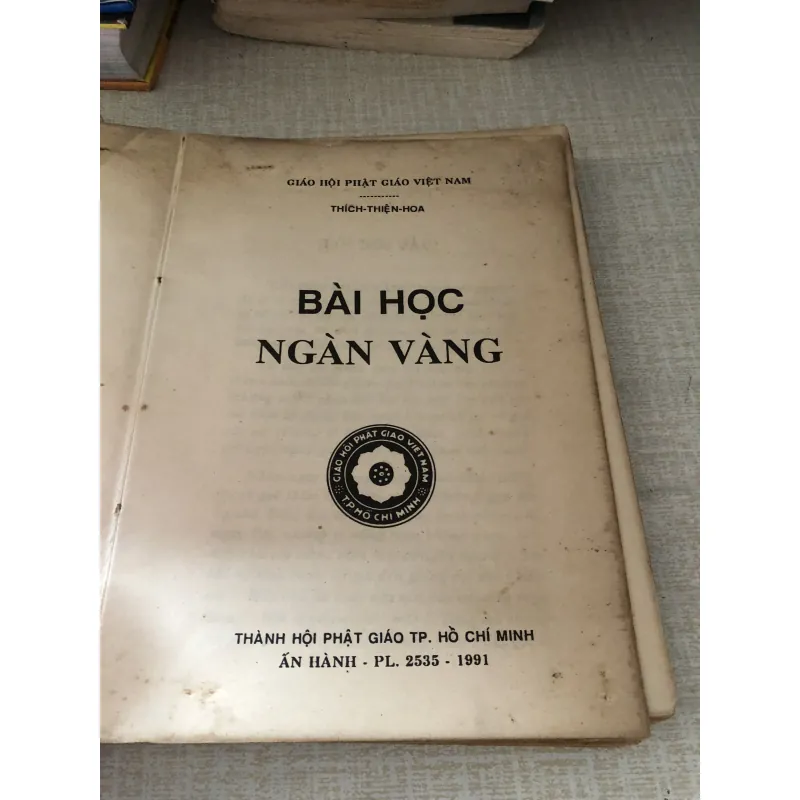 GIÁO HỘI PHẬT GIÁO VIỆT NAM
-----------
THÍCH-THIỆN-HOA
BÀI HỌC
NGÀN VÀNG
GIÁO HỘI PHẬT GIÁO VIỆT NAM
T.P HỒ CHÍ MINH
THÀNH HỘI PHẬT GIÁO TP. HỒ CHÍ MINH
ẤN HÀNH - PL. 2535 - 1991